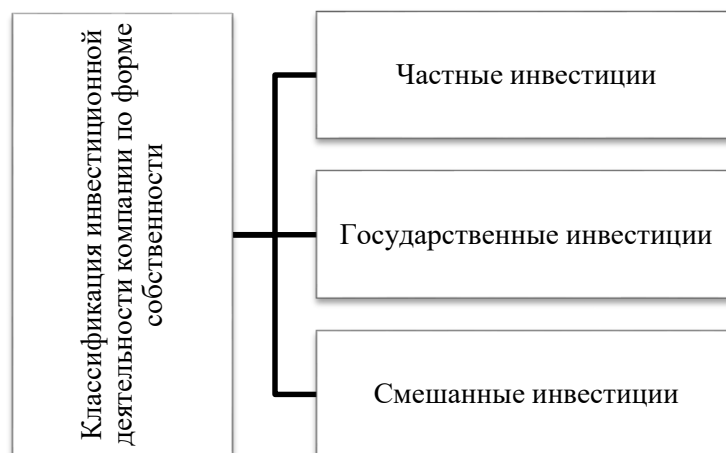 Классификация инвестиционной
деятельности компании по форме
собственности
Частные инвестиции
Государственные инвестиции
Смешанные инвестиции